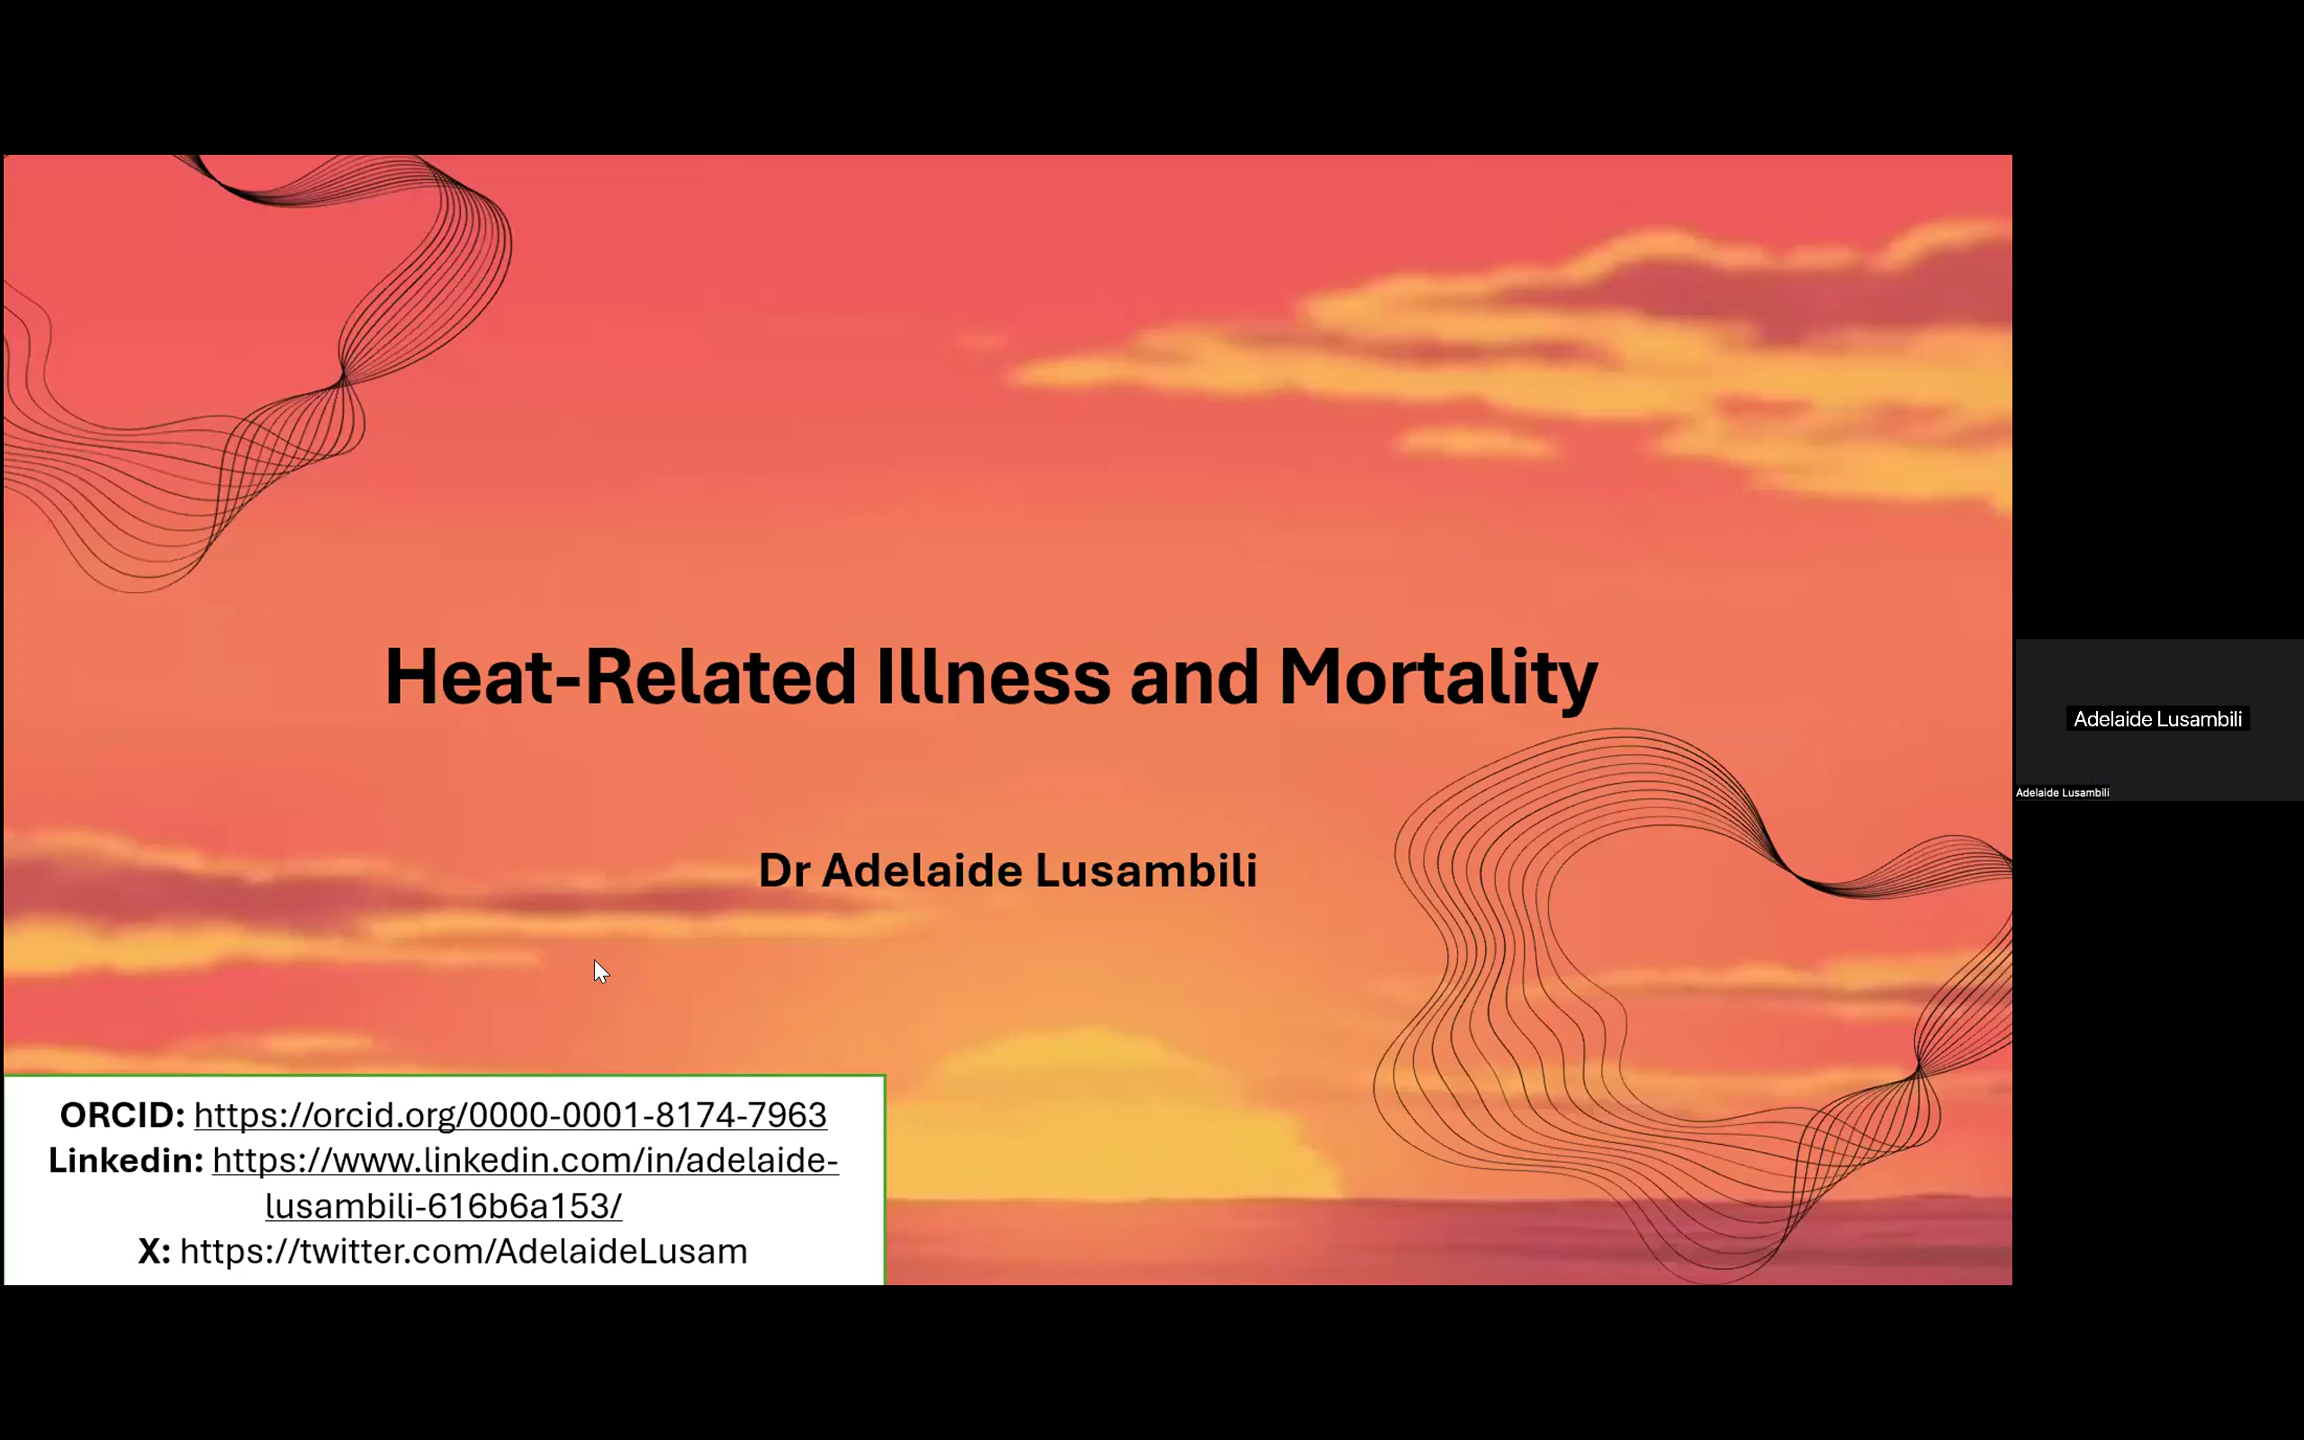 Heat-Related Illness and Mortality
Dr Adelaide Lusambili
ORCID: https://orcid.org/0000-0001-8174-7963
Linkedin: https://www.linkedin.com/in/adelaide-
lusambili-616b6a153/
X: https://twitter.com/AdelaideLusam
Adelaide Lusambili
Adelaide Lusambili